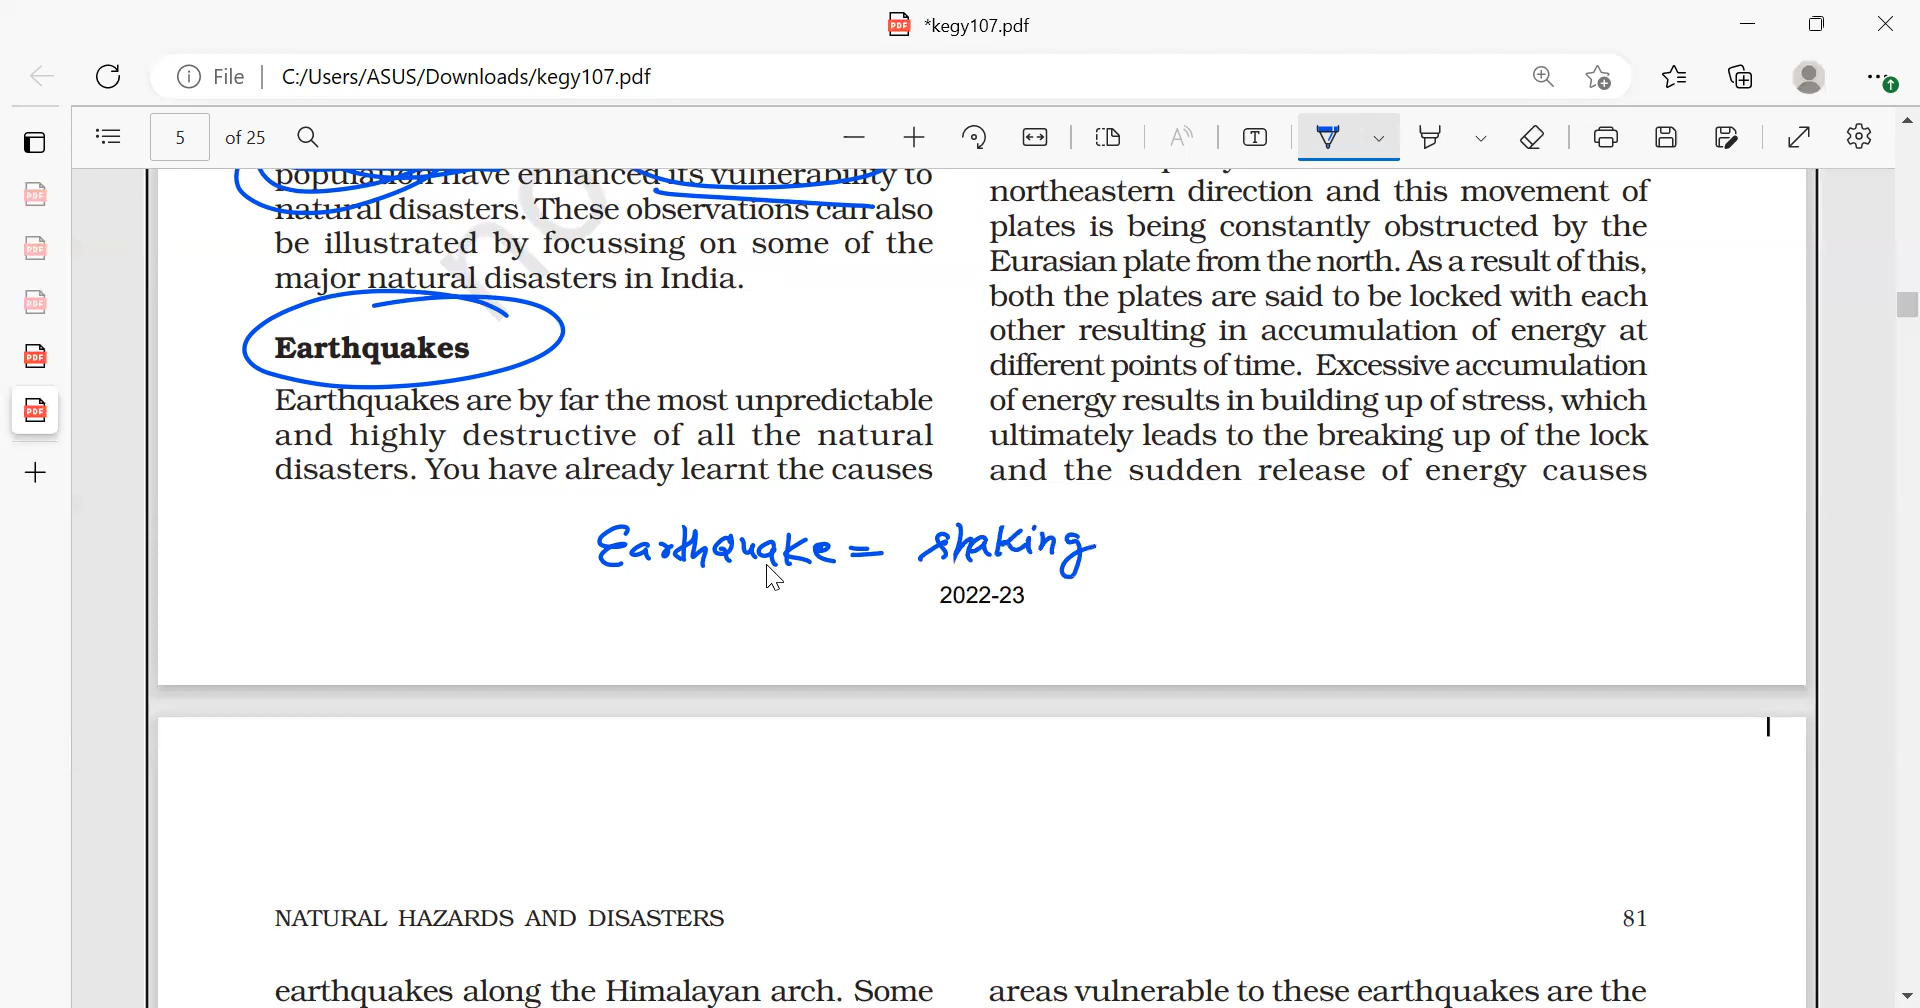 *kegy107.pdf
File C:/Users/ASUS/Downloads/kegy107.pdf
5 of 25
population have enhanced its vulnerability to
natural disasters. These observations can also
be illustrated by focussing on some of the
major natural disasters in India.
Earthquakes
Earthquakes are by far the most unpredictable
and highly destructive of all the natural
disasters. You have already learnt the causes
northeastern direction and this movement of
plates is being constantly obstructed by the
Eurasian plate from the north. As a result of this,
both the plates are said to be locked with each
other resulting in accumulation of energy at
different points of time. Excessive accumulation
of energy results in building up of stress, which
ultimately leads to the breaking up of the lock
and the sudden release of energy causes
Earthquake = shaking
2022-23
NATURAL HAZARDS AND DISASTERS 81
earthquakes along the Himalayan arch. Some
areas vulnerable to these earthquakes are the